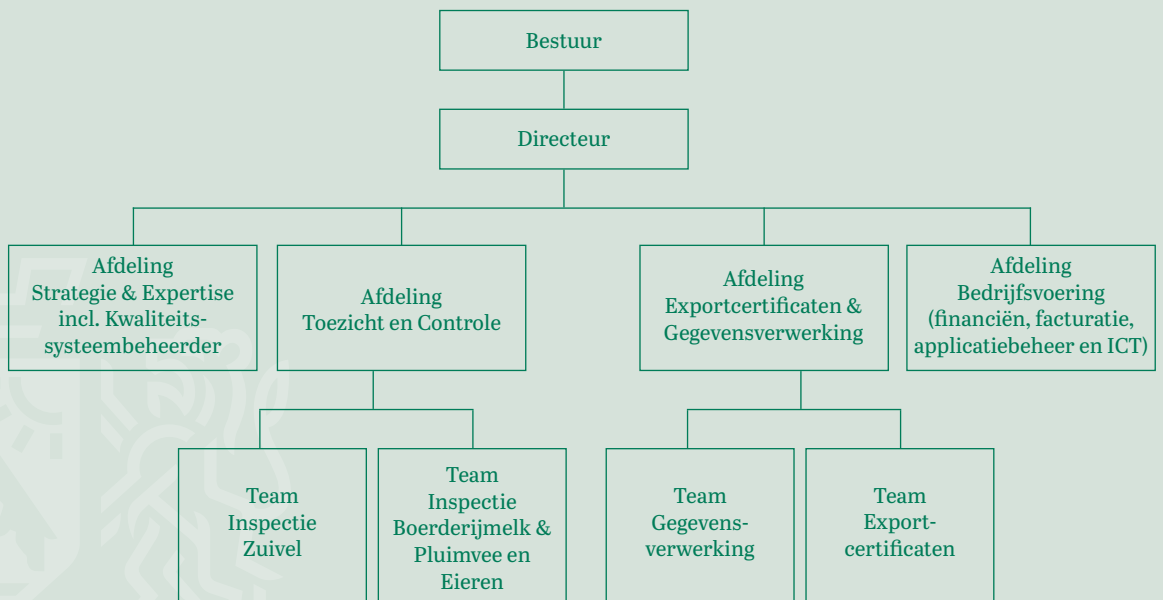 Bestuur
Directeur
Afdeling
Strategie & Expertise
incl. Kwaliteits-
systeembeheerder
Afdeling
Toezicht en Controle
Afdeling
Exportcertificaten &
Gegevensverwerking
Afdeling
Bedrijfsvoering
(financiën, facturatie,
applicatiebeheer en ICT)
Team
Inspectie
Zuivel
Team
Inspectie
Boerderijmelk &
Pluimvee en
Eieren
Team
Gegevens-
verwerking
Team
Export-
certificaten